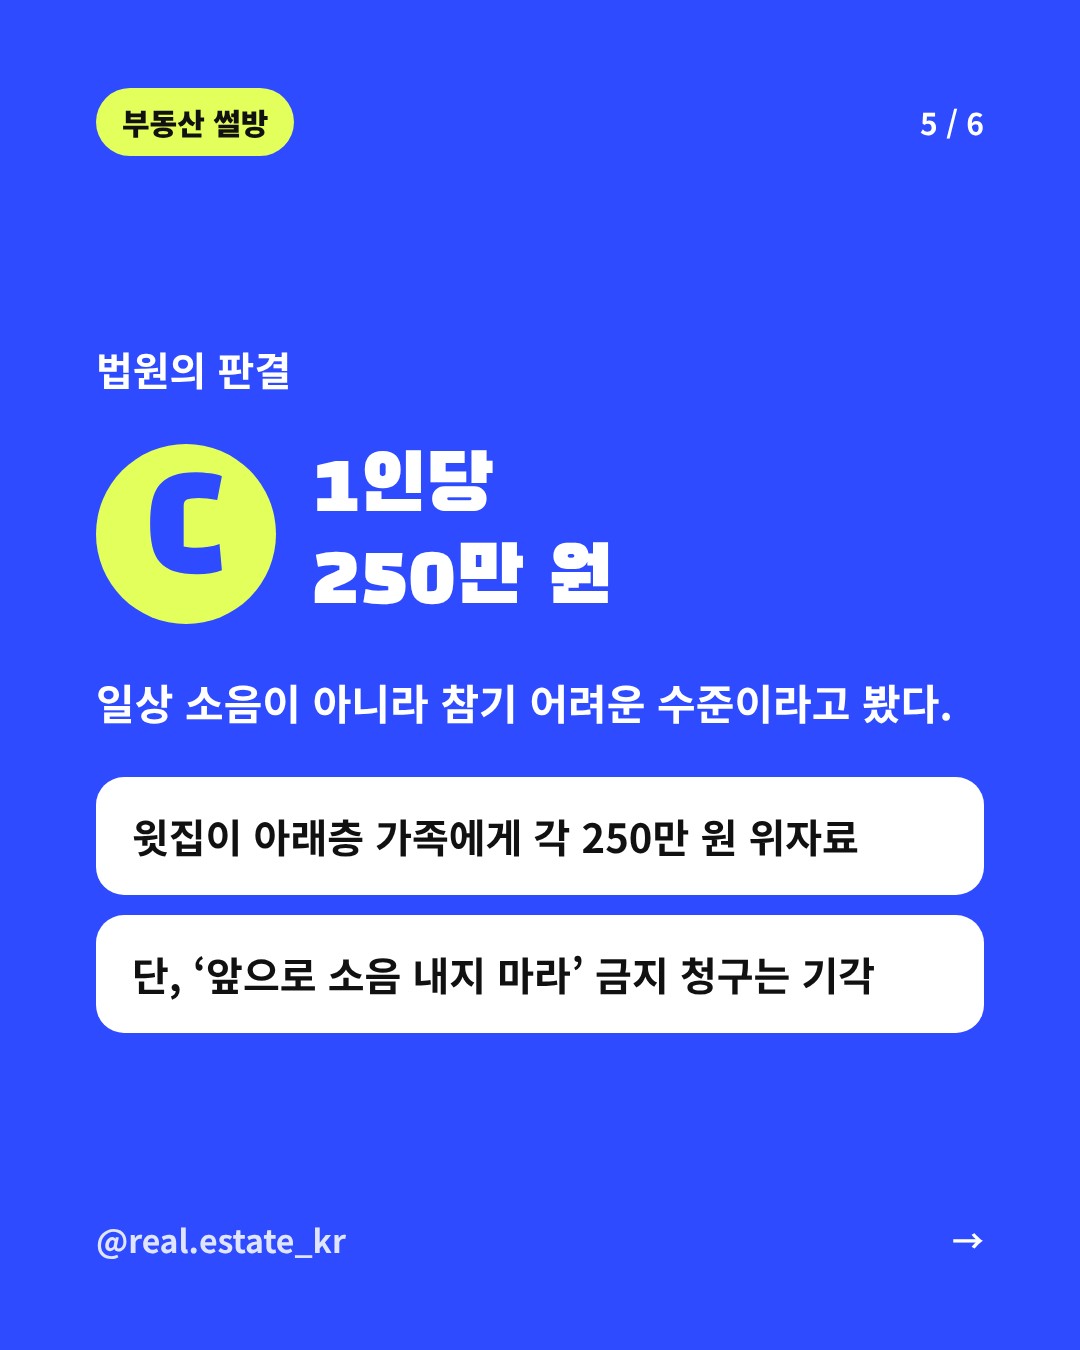 부동산 썰방
5 / 6
법원의 판결
C
1인당
250만 원
일상 소음이 아니라 참기 어려운 수준이라고 봤다.
윗집이 아래층 가족에게 각 250만 원 위자료
단, ‘앞으로 소음 내지 마라’ 금지 청구는 기각
@real.estate_kr
→